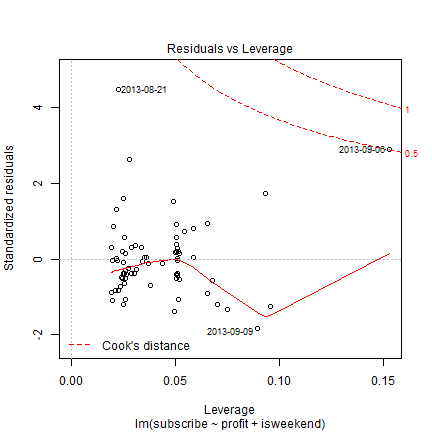 Residuals vs Leverage
Standardized residuals
4
2
0
-2
2013-08-21
2013-09-06
2013-09-09
1
0.5
Cook's distance
0.00
0.05
0.10
0.15
Leverage
lm(subscribe ~ profit + isweekend)